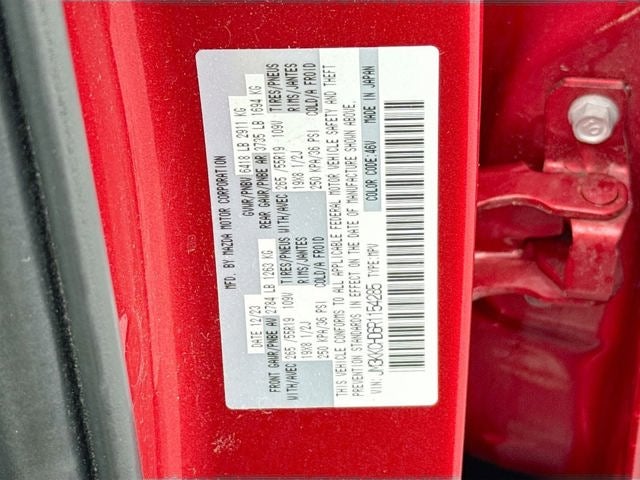 MFD. BY MAZDA MOTOR CORPORATION
DATE 12/23 GVWR/PNBV 6418 LB 2911 KG
FRONT GAWR/PNBE AV 2784 LB 1263 KG REAR GAWR/PNBE AR 3735 LB 1694 KG
WITH/AVEC 265 /55R19 109V TIRES/PNEUS WITH/AVEC 265 /55R19 109V TIRES/PNEUS
19X8 1/2J RIMS/JANTES 19X8 1/2J RIMS/JANTES
250 KPA/36 PSI COLD/A FROID 250 KPA/36 PSI COLD/A FROID
THIS VEHICLE CONFORMS TO ALL APPLICABLE FEDERAL MOTOR VEHICLE SAFETY AND THEFT
PREVENTION STANDARDS IN EFFECT ON THE DATE OF MANUFACTURE SHOWN ABOVE.
VIN: JM3KKCHD6R1154285 TYPE:MPV COLOR CODE:46V MADE IN JAPAN